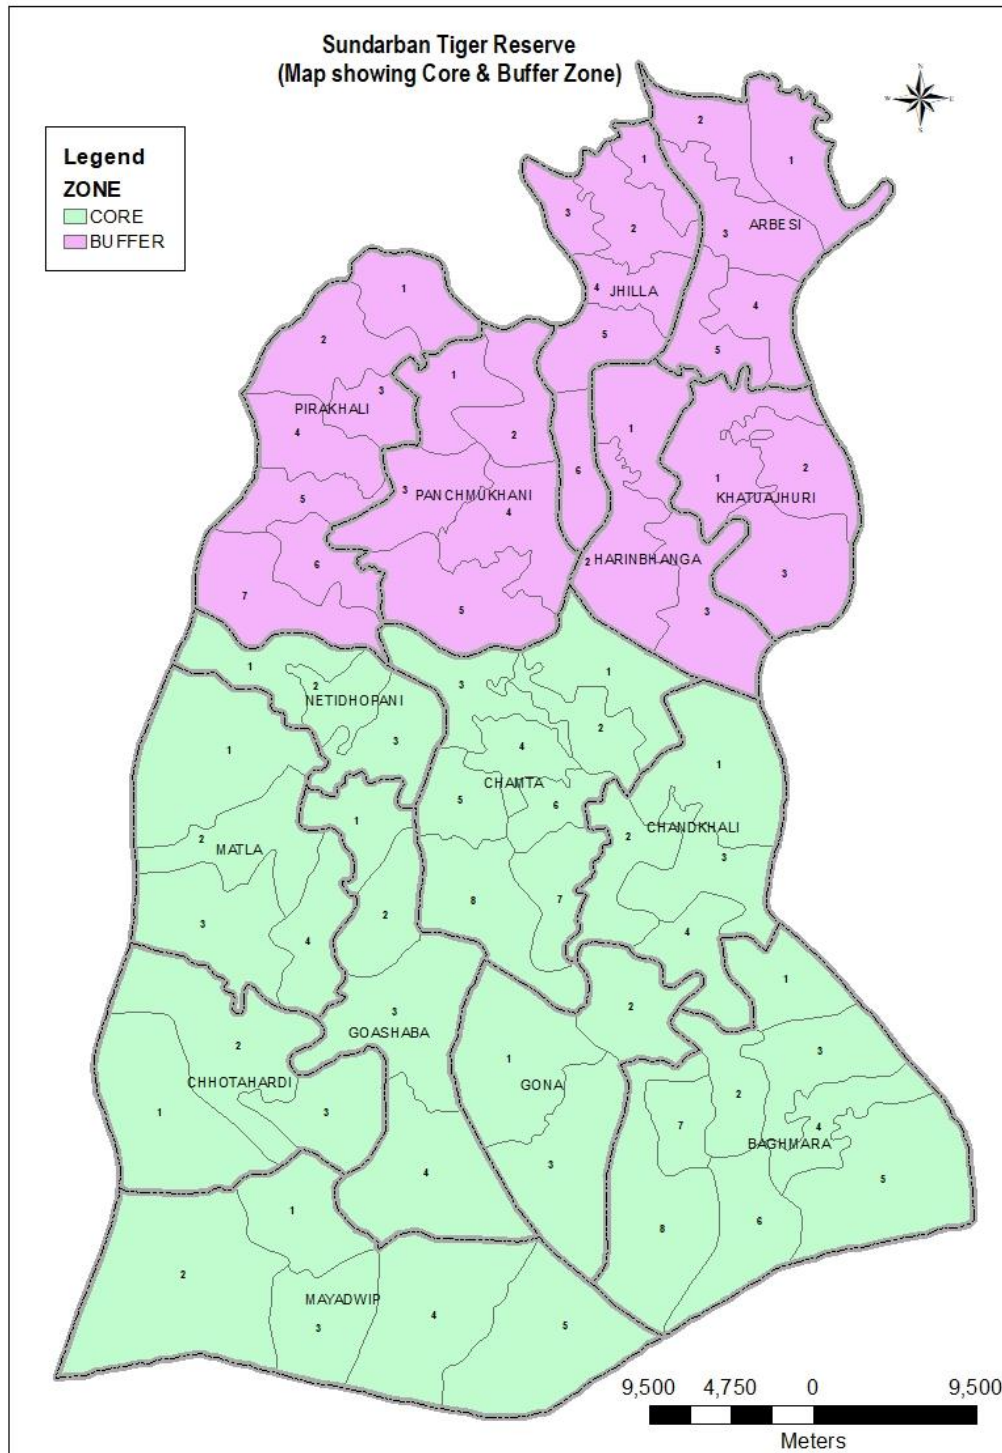 Sundarban Tiger Reserve
(Map showing Core & Buffer Zone)
N
W E
S
Legend
ZONE
CORE
BUFFER
2
1
1
3
2
3
ARBESI
1
4
JHILLA
4
2
5
5
1
3
PIRAKHALI
4
1
2
2
6
1
KHATUAJHURI
3
PANCHMUKHANI
5
4
2
HARINBHANGA
6
3
7
5
3
1
3
1
2
NETIDHOPANI
2
3
4
1
1
CHAMTA
5
6
1
2
CHANDKHALI
2
MATLA
3
8
7
2
3
4
4
1
3
2
GOASHABA
2
3
1
GONA
CHHOTAHARDI
2
1
3
7
4
BAGHMARA
3
4
5
1
8
6
2
MAYADWIP
3
4
5
9,500 4,750 0 9,500
Meters